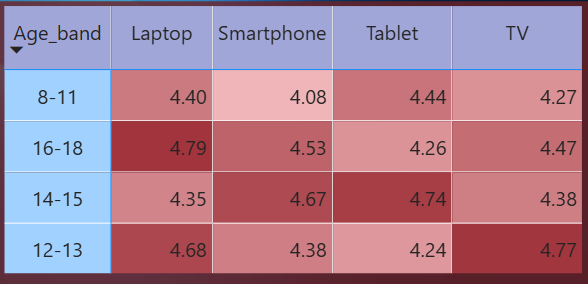 Age_band Laptop Smartphone Tablet TV
8-11 4.40 4.08 4.44 4.27
16-18 4.79 4.53 4.26 4.47
14-15 4.35 4.67 4.74 4.38
12-13 4.68 4.38 4.24 4.77